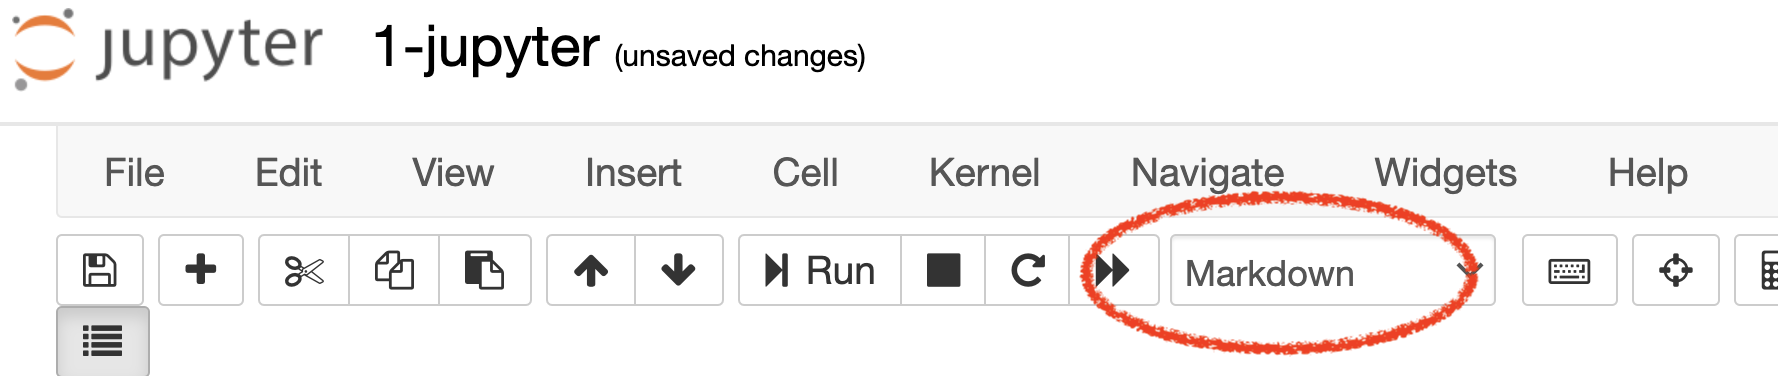 jupyter 1-jupyter (unsaved changes)
File Edit View Insert Cell Kernel Navigate Widgets Help
Run Markdown